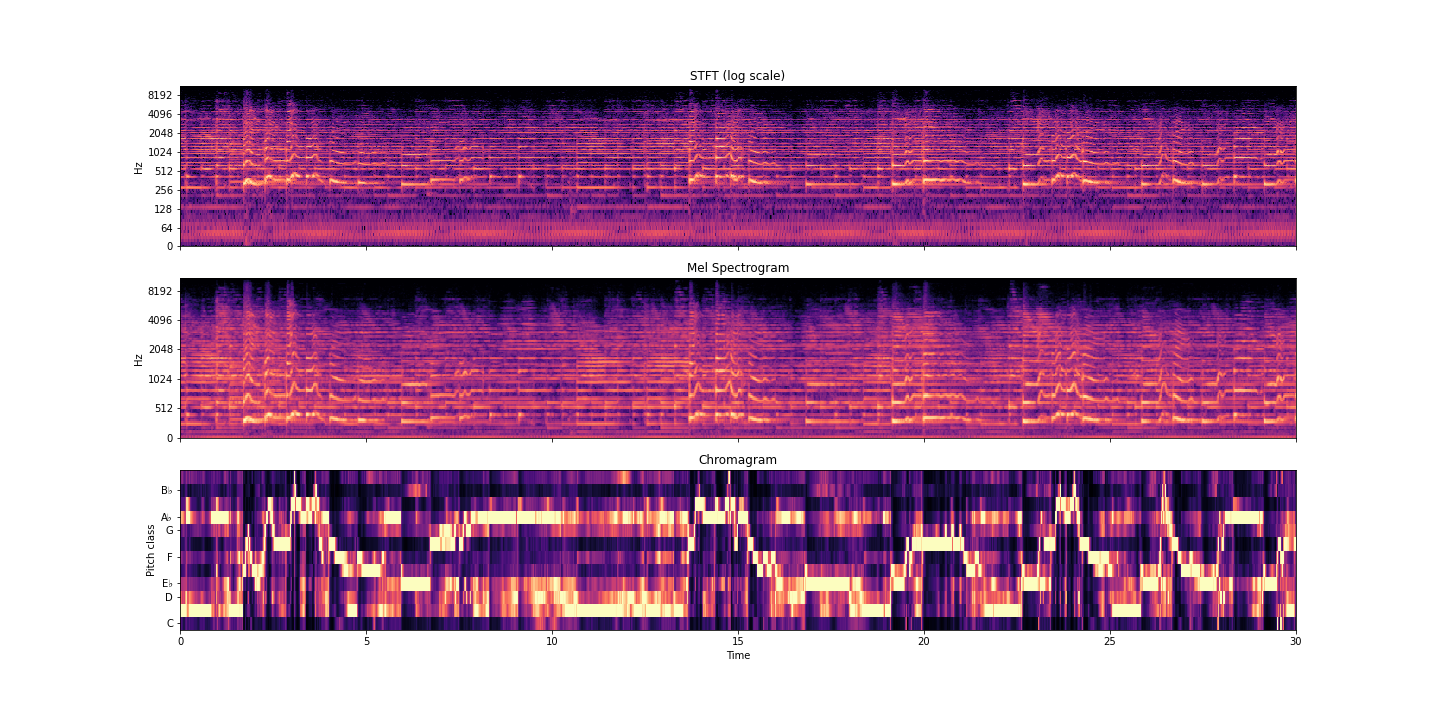 STFT (log scale)
Hz
8192
4096
2048
1024
512
256
128
64
0
Mel Spectrogram
Hz
8192
4096
2048
1024
512
0
Chromagram
Pitch class
B♭
A♭
G
F
E♭
D
C
0 5 10 15 20 25 30
Time